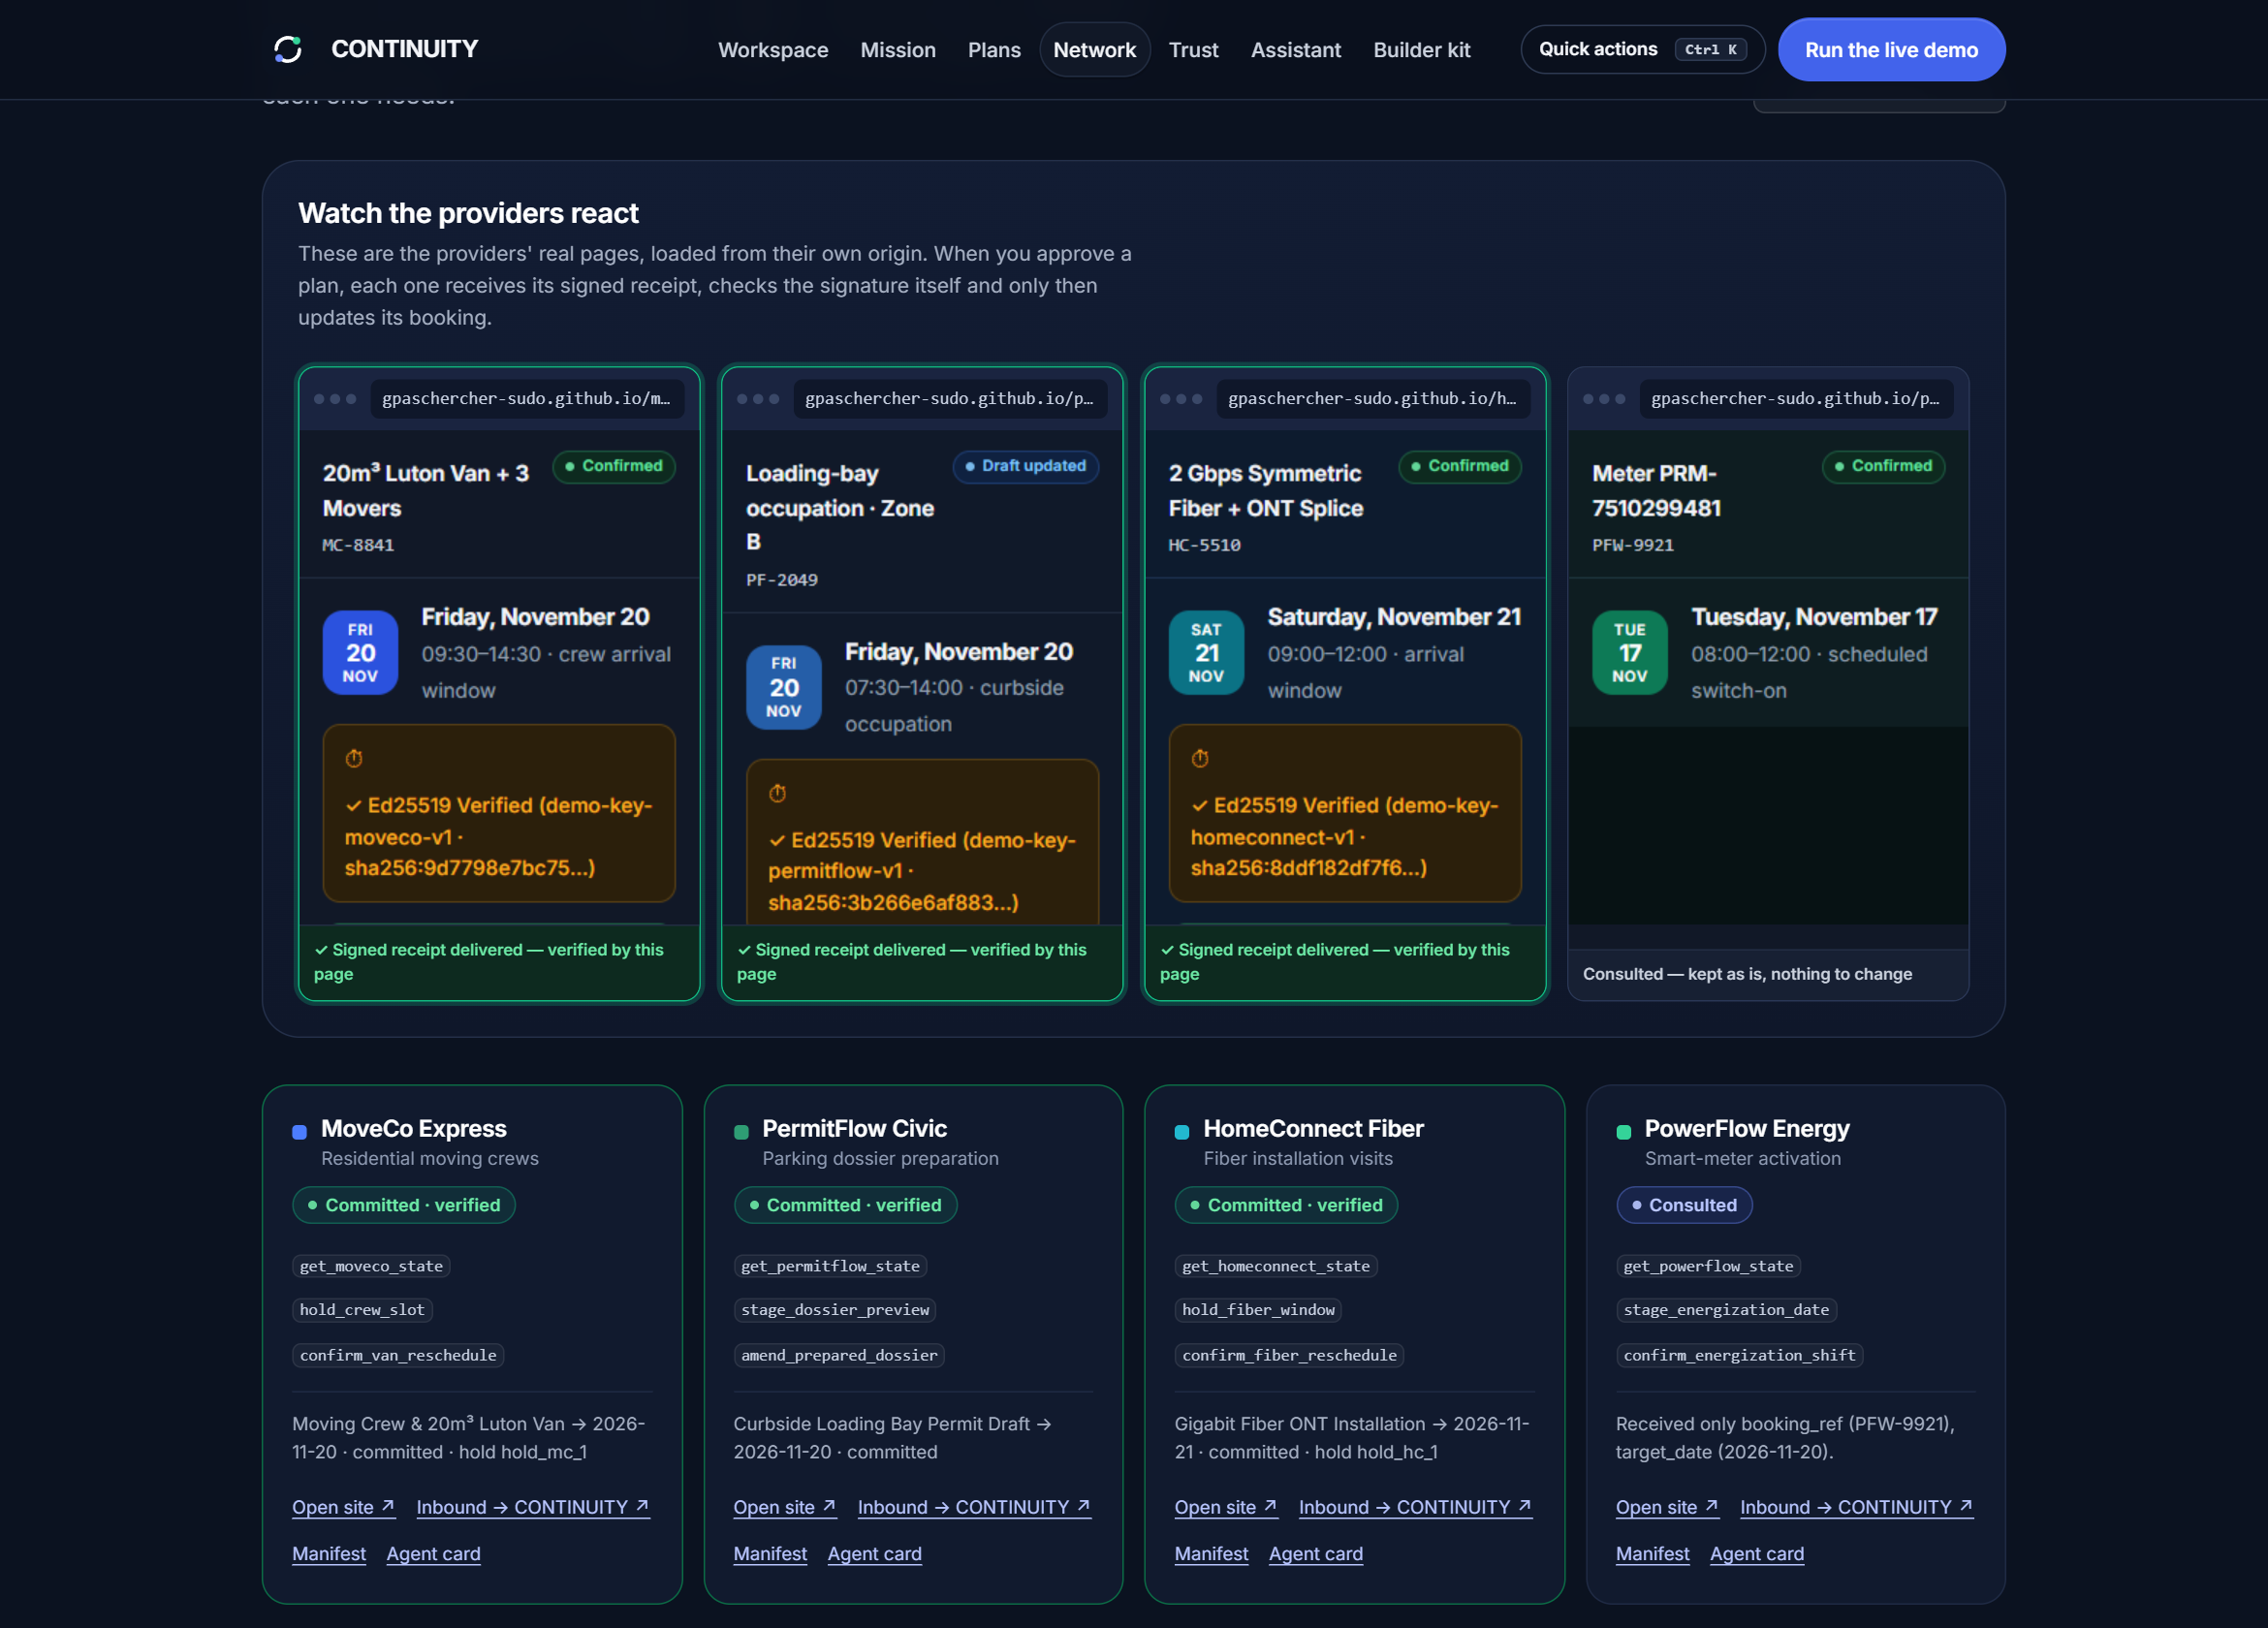 CONTINUITY
Workspace
Mission
Plans
Network
Trust
Assistant
Builder kit
Quick actions Ctrl K
Run the live demo
each one needs.
Watch the providers react
These are the providers' real pages, loaded from their own origin. When you approve a
plan, each one receives its signed receipt, checks the signature itself and only then
updates its booking.
gpaschercher-sudo.github.io/m…
20m³ Luton Van + 3
Movers
Confirmed
MC-8841
FRI
20
NOV
Friday, November 20
09:30–14:30 · crew arrival
window
⏱
✓ Ed25519 Verified (demo-key-
moveco-v1 ·
sha256:9d7798e7bc75…)
✓ Signed receipt delivered — verified by this
page
gpaschercher-sudo.github.io/p…
Loading-bay
occupation · Zone
B
Draft updated
PF-2049
FRI
20
NOV
Friday, November 20
07:30–14:00 · curbside
occupation
⏱
✓ Ed25519 Verified (demo-key-
permitflow-v1 ·
sha256:3b266e6af883…)
✓ Signed receipt delivered — verified by this
page
gpaschercher-sudo.github.io/h…
2 Gbps Symmetric
Fiber + ONT Splice
Confirmed
HC-5510
SAT
21
NOV
Saturday, November 21
09:00–12:00 · arrival
window
⏱
✓ Ed25519 Verified (demo-key-
homeconnect-v1 ·
sha256:8ddf182df7f6…)
✓ Signed receipt delivered — verified by this
page
gpaschercher-sudo.github.io/p…
Meter PRM-
7510299481
Confirmed
PFW-9921
TUE
17
NOV
Tuesday, November 17
08:00–12:00 · scheduled
switch-on
Consulted — kept as is, nothing to change
MoveCo Express
Residential moving crews
Committed · verified
get_moveco_state
hold_crew_slot
confirm_van_reschedule
Moving Crew & 20m³ Luton Van → 2026-
11-20 · committed · hold hold_mc_1
Open site ↗ Inbound → CONTINUITY ↗
Manifest Agent card
PermitFlow Civic
Parking dossier preparation
Committed · verified
get_permitflow_state
stage_dossier_preview
amend_prepared_dossier
Curbside Loading Bay Permit Draft →
2026-11-20 · committed
Open site ↗ Inbound → CONTINUITY ↗
Manifest Agent card
HomeConnect Fiber
Fiber installation visits
Committed · verified
get_homeconnect_state
hold_fiber_window
confirm_fiber_reschedule
Gigabit Fiber ONT Installation → 2026-11-
21 · committed · hold hold_hc_1
Open site ↗ Inbound → CONTINUITY ↗
Manifest Agent card
PowerFlow Energy
Smart-meter activation
Consulted
get_powerflow_state
stage_energization_date
confirm_energization_shift
Received only booking_ref (PFW-9921),
target_date (2026-11-20).
Open site ↗ Inbound → CONTINUITY ↗
Manifest Agent card